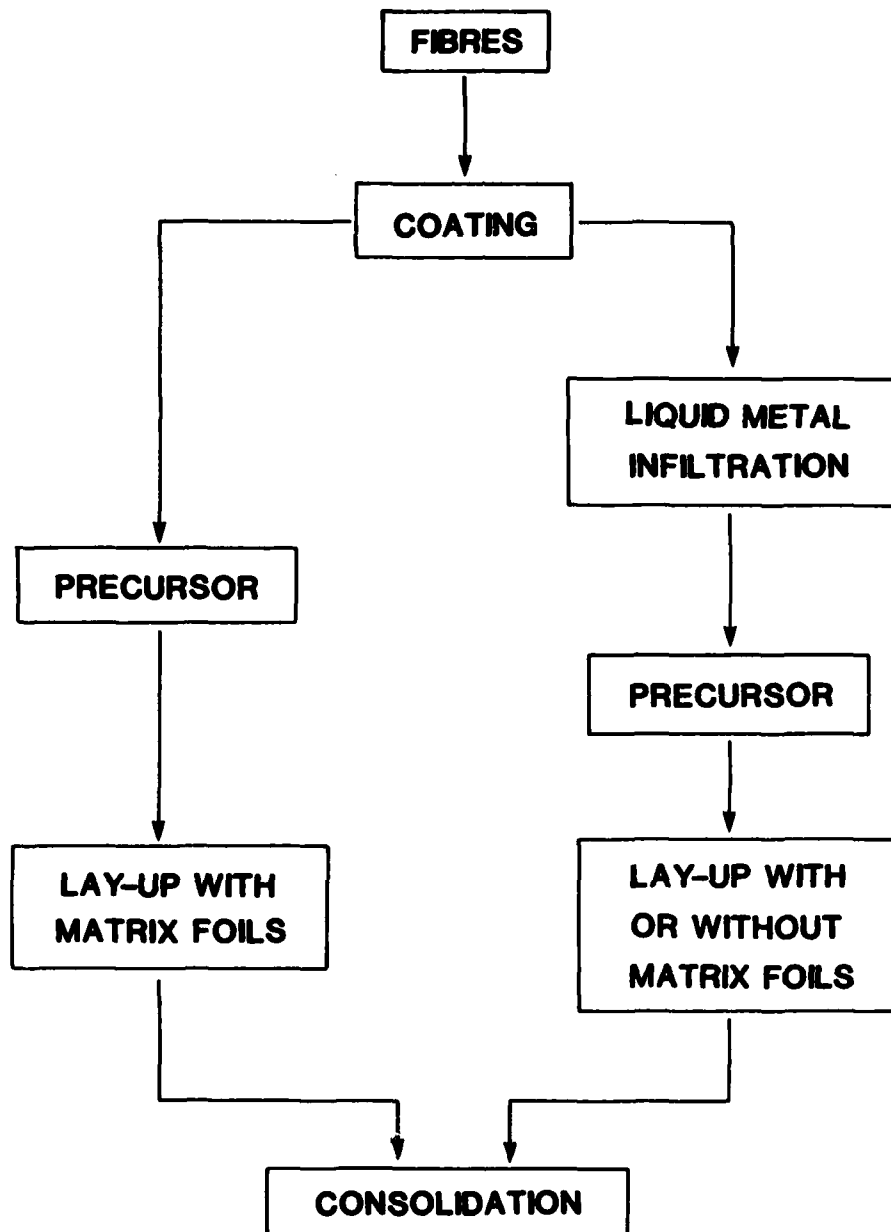 FIBRES
COATING
LIQUID METAL
INFILTRATION
PRECURSOR
PRECURSOR
LAY-UP WITH
MATRIX FOILS
LAY-UP WITH
OR WITHOUT
MATRIX FOILS
CONSOLIDATION